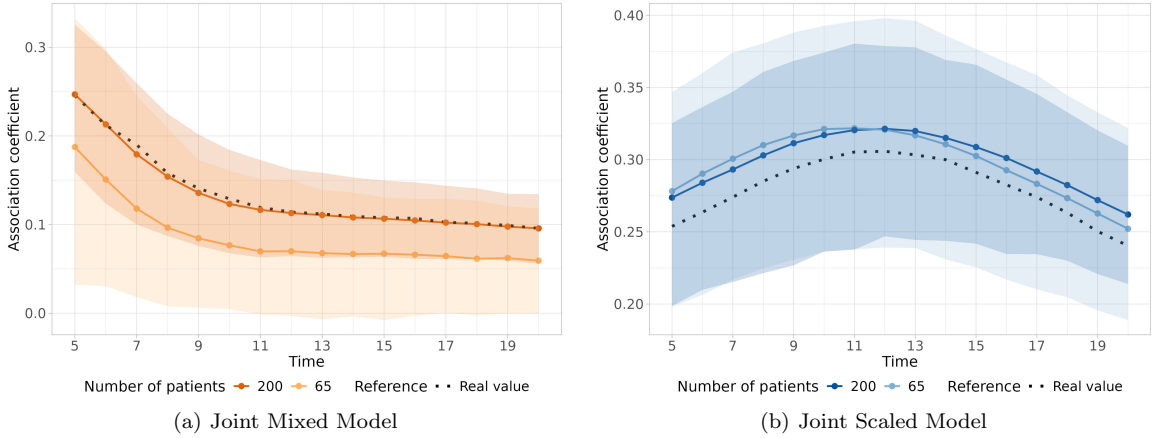 0.3
0.2
0.1
0.0
Association coefficient
5 7 9 11 13 15 17 19
Time
Number of patients 200 65 Reference Real value
(a) Joint Mixed Model
0.40
0.35
0.30
0.25
0.20
Association coefficient
5 7 9 11 13 15 17 19
Time
Number of patients 200 65 Reference Real value
(b) Joint Scaled Model